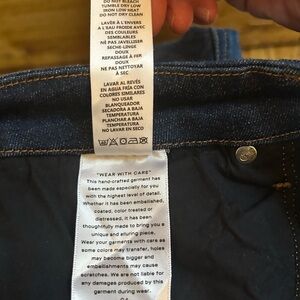 DO NOT BLEACH
TUMBLE DRY LOW
IRON LOW HEAT
DO NOT DRY CLEAN
LAVER À L'ENVERS
A L'EAU FROIDE AVEC
DES COULEURS
SEMBLABLES
NE PAS JAVELLISER
SÉCHE-LINGE
DOUX
REPASSAGE À FER
DOUX
NE PAS NETTOYER
À SEC
LAVAR AL REVÉS
EN AGUA FRÍA CON
COLORES SIMILARES
NO USAR
BLANQUEADOR
SECADORA A BAJA
TEMPERATURA
PLANCHAR A BAJA
TEMPERATURA
NO LAVAR EN SECO
"WEAR WITH CARE"
This hand-crafted garment has
been made especially for you
with the highest level of detail.
Whether it has been embellished,
coated, color treated or
distressed, it has been
thoughtfully made to bring you a
unique and alluring piece.
Wear your garments with care as
some colors may transfer, holes
may become bigger and
embellishments may cause
scratches. We are not liable for
any damages produced by this
garment during wear.